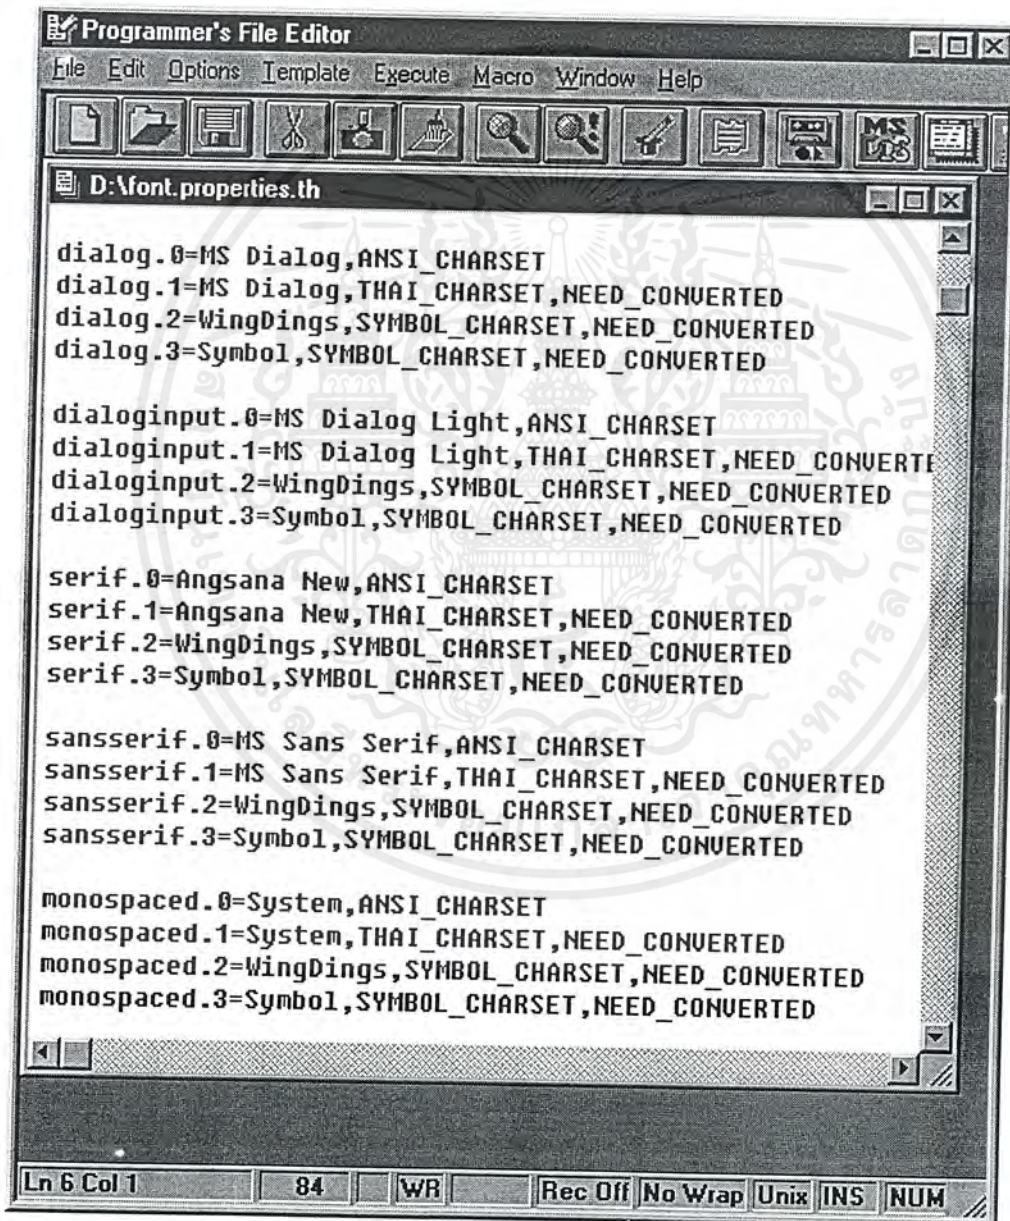 Programmer's File Editor
File Edit Options Template Execute Macro Window Help
MS DOS
D:\font.properties.th
dialog.0=MS Dialog,ANSI_CHARSET
dialog.1=MS Dialog,THAI_CHARSET,NEED_CONVERTED
dialog.2=WingDings,SYMBOL_CHARSET,NEED_CONVERTED
dialog.3=Symbol,SYMBOL_CHARSET,NEED_CONVERTED
dialoginput.0=MS Dialog Light,ANSI_CHARSET
dialoginput.1=MS Dialog Light,THAI_CHARSET,NEED_CONVERTE
dialoginput.2=WingDings,SYMBOL_CHARSET,NEED_CONVERTED
dialoginput.3=Symbol,SYMBOL_CHARSET,NEED_CONVERTED
serif.0=Angsana New,ANSI_CHARSET
serif.1=Angsana New,THAI_CHARSET,NEED_CONVERTED
serif.2=WingDings,SYMBOL_CHARSET,NEED_CONVERTED
serif.3=Symbol,SYMBOL_CHARSET,NEED_CONVERTED
sansserif.0=MS Sans Serif,ANSI_CHARSET
sansserif.1=MS Sans Serif,THAI_CHARSET,NEED_CONVERTED
sansserif.2=WingDings,SYMBOL_CHARSET,NEED_CONVERTED
sansserif.3=Symbol,SYMBOL_CHARSET,NEED_CONVERTED
monospaced.0=System,ANSI_CHARSET
monospaced.1=System,THAI_CHARSET,NEED_CONVERTED
monospaced.2=WingDings,SYMBOL_CHARSET,NEED_CONVERTED
monospaced.3=Symbol,SYMBOL_CHARSET,NEED_CONVERTED
Ln 6 Col 1 84 WR Rec Off No Wrap Unix INS NUM